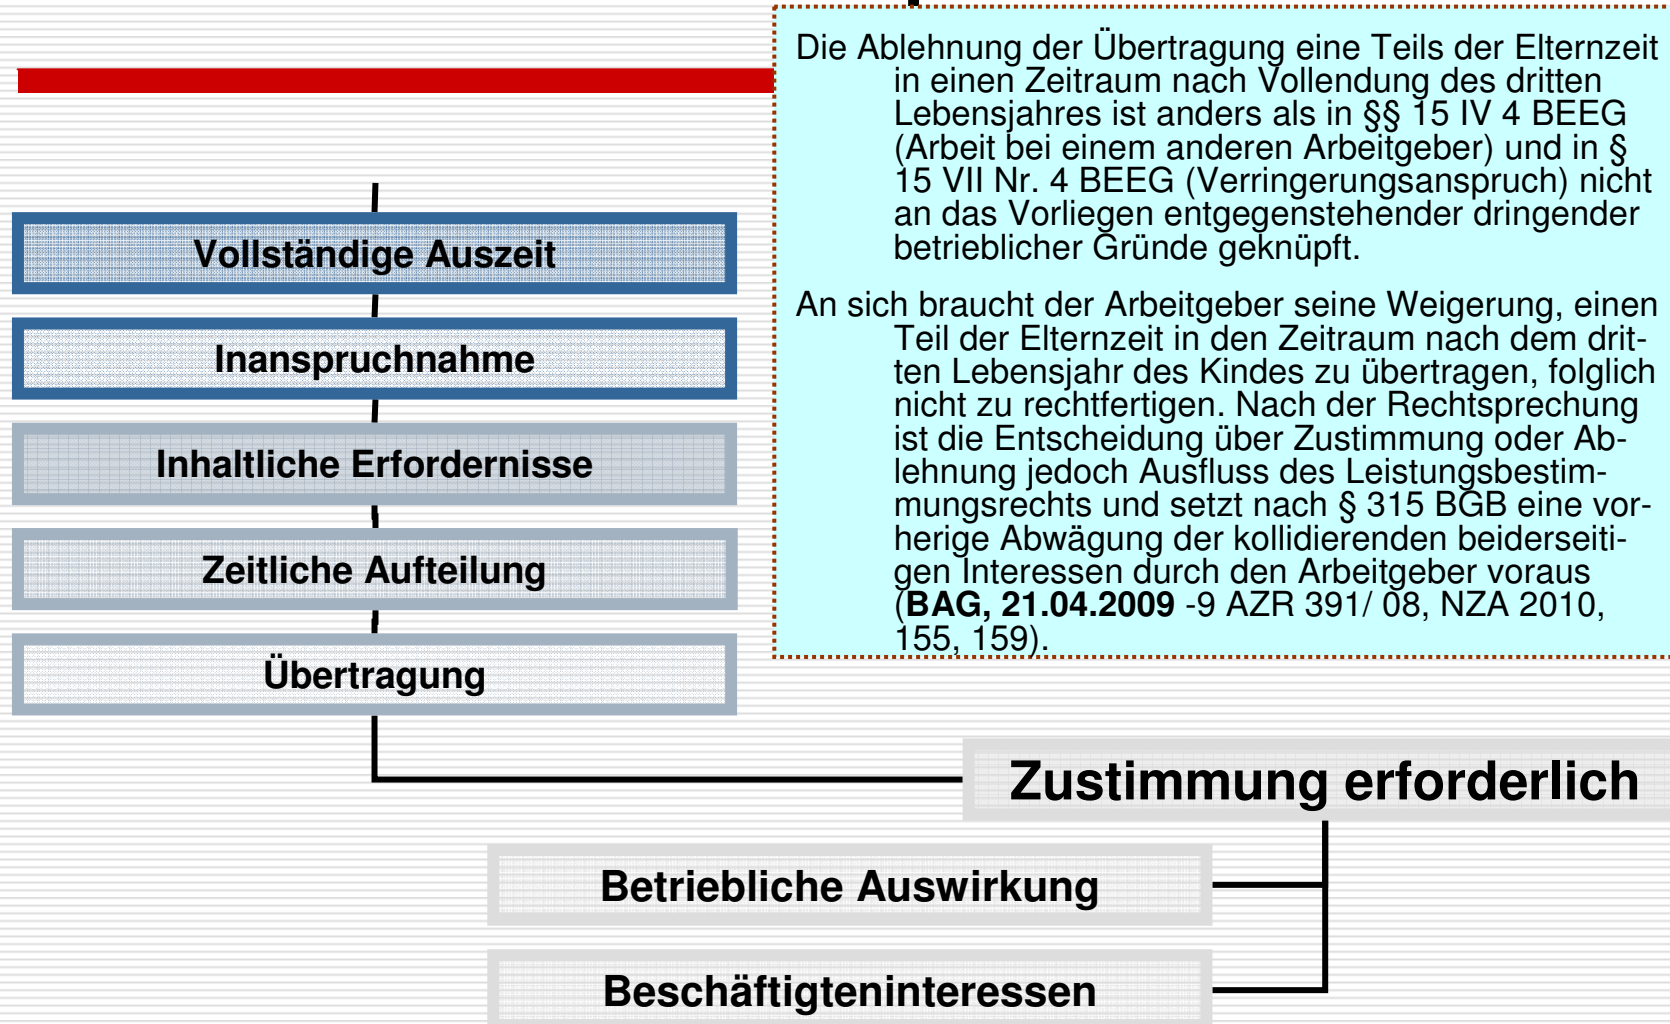 Die Ablehnung der Übertragung eine Teils der Elternzeit
in einen Zeitraum nach Vollendung des dritten
Lebensjahres ist anders als in §§ 15 IV 4 BEEG
(Arbeit bei einem anderen Arbeitgeber) und in §
15 VII Nr. 4 BEEG (Verringerungsanspruch) nicht
an das Vorliegen entgegenstehender dringender
betrieblicher Gründe geknüpft.
An sich braucht der Arbeitgeber seine Weigerung, einen
Teil der Elternzeit in den Zeitraum nach dem drit-
ten Lebensjahr des Kindes zu übertragen, folglich
nicht zu rechtfertigen. Nach der Rechtsprechung
ist die Entscheidung über Zustimmung oder Ab-
lehnung jedoch Ausfluss des Leistungsbestim-
mungsrechts und setzt nach § 315 BGB eine vor-
herige Abwägung der kollidierenden beiderseiti-
gen Interessen durch den Arbeitgeber voraus
(BAG, 21.04.2009 -9 AZR 391/ 08, NZA 2010,
155, 159).
Vollständige Auszeit
Inanspruchnahme
Inhaltliche Erfordernisse
Zeitliche Aufteilung
Übertragung
Zustimmung erforderlich
Betriebliche Auswirkung
Beschäftigteninteressen